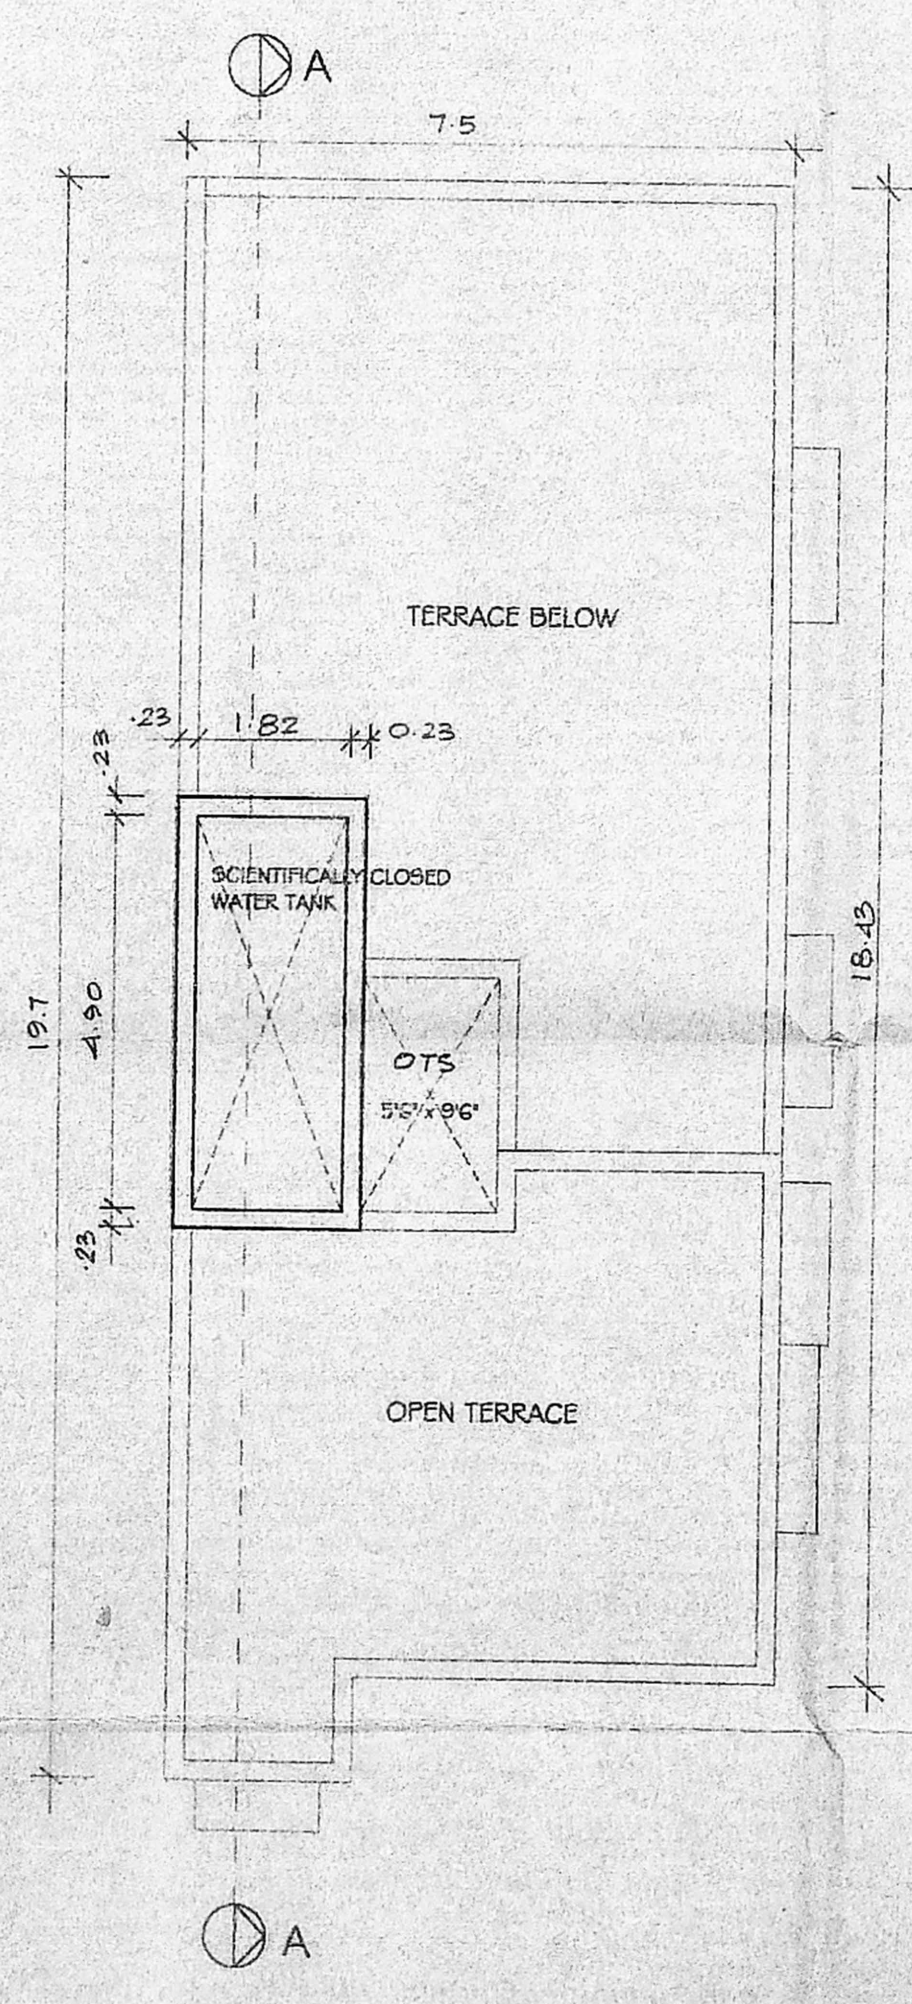 A
7.5
TERRACE BELOW
.23
1.82
0.23
.23
SCIENTIFICALLY CLOSED
WATER TANK
18.43
19.7
4.90
OTS
5'6" x 9'6"
.23
OPEN TERRACE
A